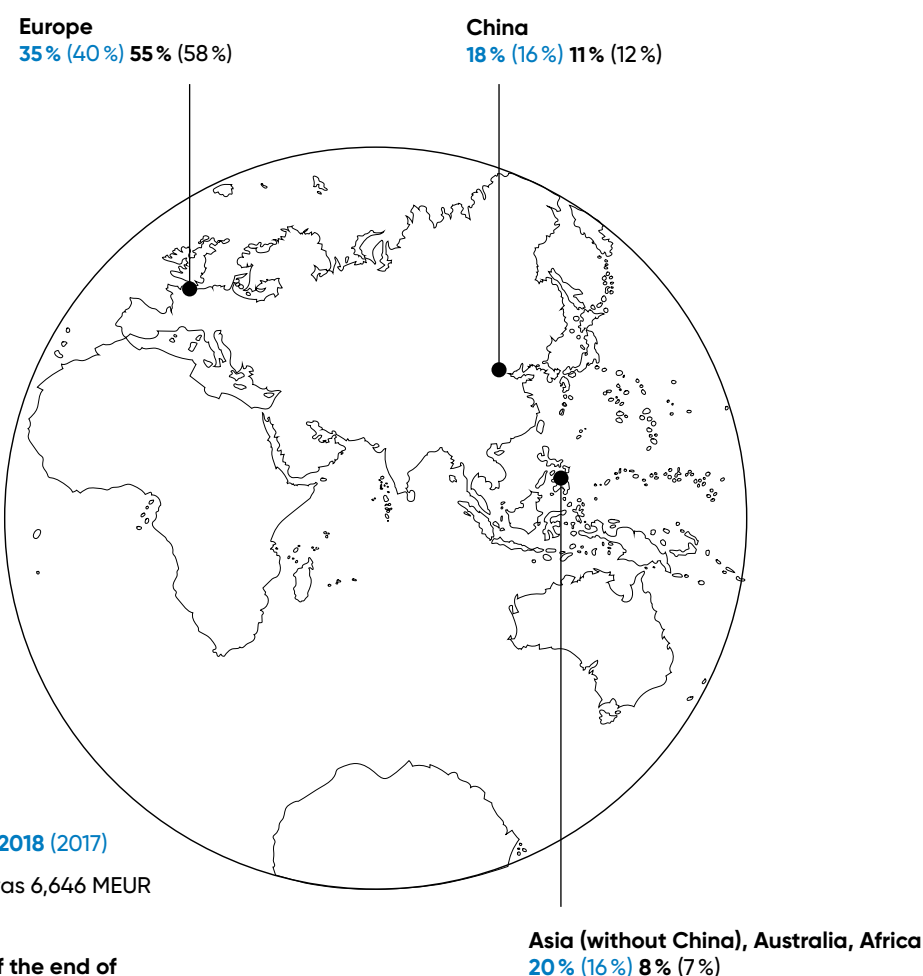 Europe
35 % (40 %) 55 % (58 %)
China
18 % (16 %) 11 % (12 %)
2018 (2017)
as 6,646 MEUR
Asia (without China), Australia, Africa
20 % (16 %) 8 % (7 %)
f the end of